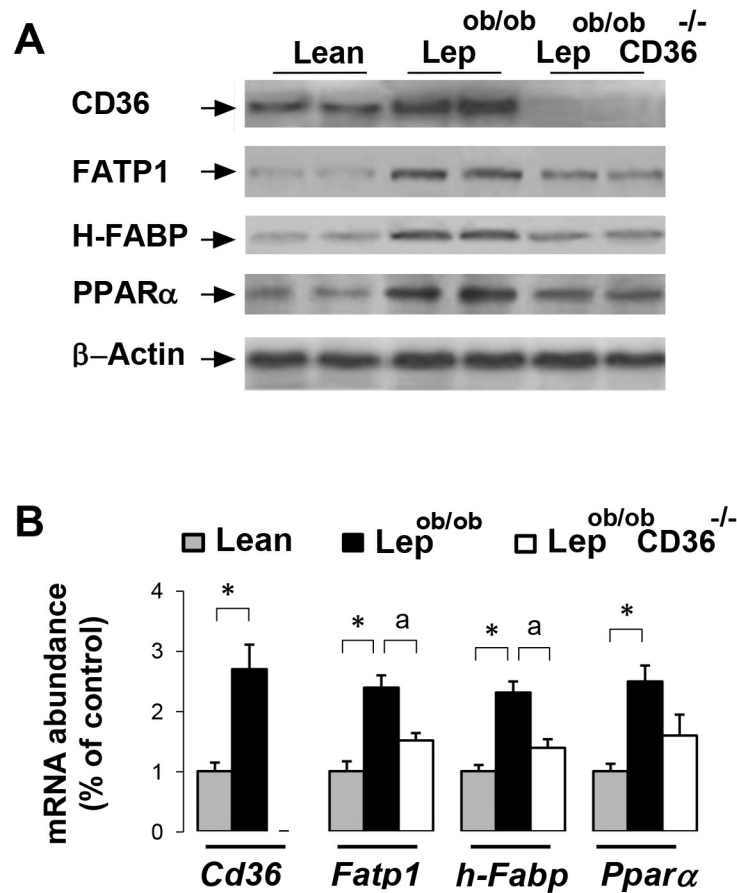 A
ob/ob ob/ob -/-
Lean Lep Lep CD36
CD36
FATP1
H-FABP
PPARα
β–Actin
B
ob/ob ob/ob -/-
Lean Lep Lep CD36
mRNA abundance
(% of control)
4
3
2
1
0
*
* a
* a
*
Cd36 Fatp1 h-Fabp Pparα